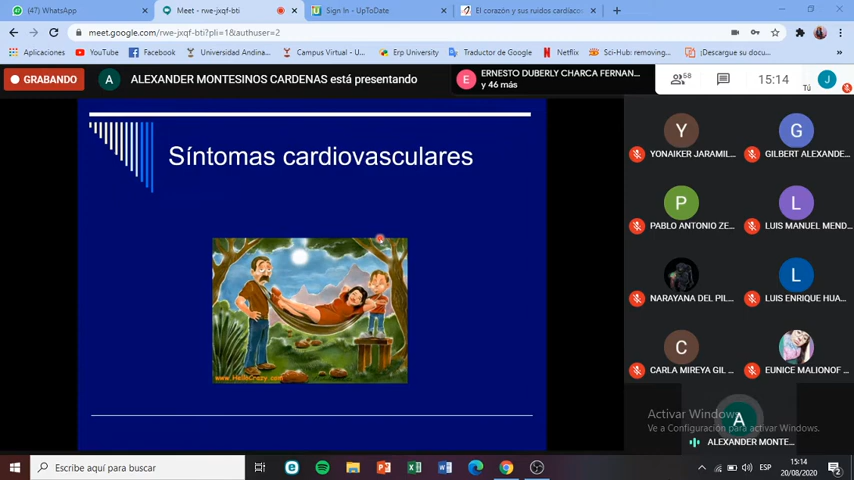 (47) WhatsApp
Meet - rwe-jxqf-bti
Sign In - UpToDate
El corazón y sus ruidos cardíacos
meet.google.com/rwe-jxqf-bti?pli=1&authuser=2
Aplicaciones
YouTube
Facebook
Universidad Andina...
Campus Virtual - U...
Erp University
Traductor de Google
Netflix
Sci-Hub: removing...
¡Descargue su docu...
GRABANDO
A
ALEXANDER MONTESINOS CARDENAS está presentando
E
ERNESTO DUBERLY CHARCA FERNAN...
y 46 más
58
15:14
J
Tú
Síntomas cardiovasculares
www.HelloCrazy.com
Y
YONAIKER JARAMIL...
G
GILBERT ALEXANDE...
P
PABLO ANTONIO ZE...
L
LUIS MANUEL MEND...
NARAYANA DEL PIL...
L
LUIS ENRIQUE HUA...
C
CARLA MIREYA GIL ...
EUNICE MALIONOF ...
Activar Windows
Ve a Configuración para activar Windows.
A
ALEXANDER MONTE...
Escribe aquí para buscar
ESP
15:14
20/08/2020
2